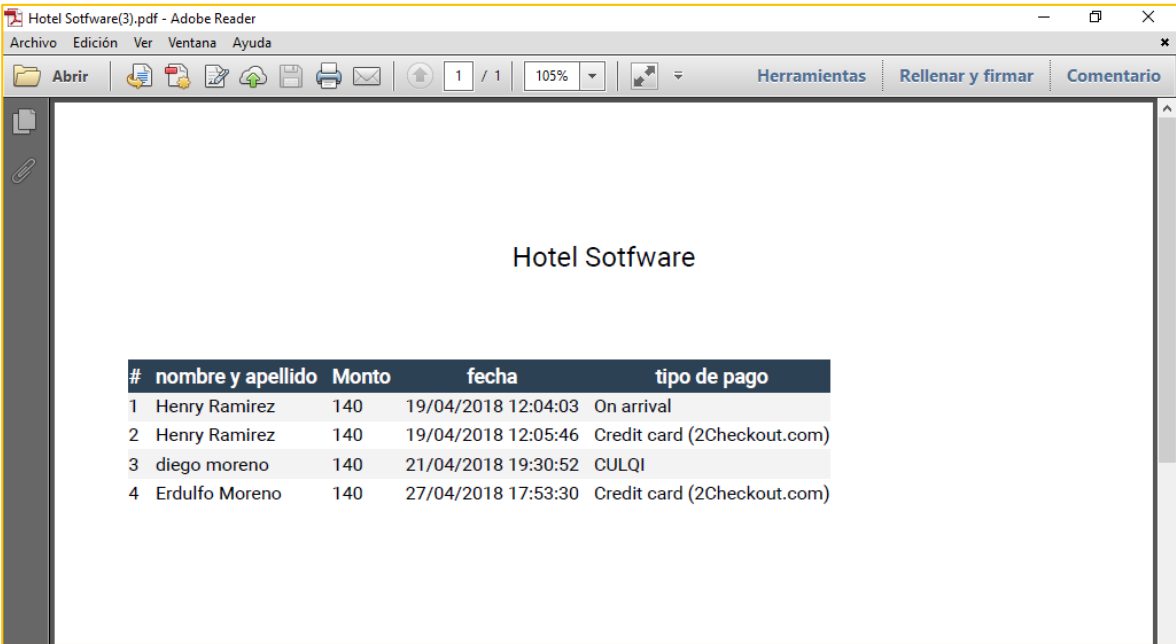 Hotel Sotfware(3).pdf - Adobe Reader
Archivo Edición Ver Ventana Ayuda
Abrir 1 / 1 105% Herramientas Rellenar y firmar Comentario
Hotel Sotfware
# nombre y apellido Monto fecha tipo de pago
1 Henry Ramirez 140 19/04/2018 12:04:03 On arrival
2 Henry Ramirez 140 19/04/2018 12:05:46 Credit card (2Checkout.com)
3 diego moreno 140 21/04/2018 19:30:52 CULQI
4 Erdulfo Moreno 140 27/04/2018 17:53:30 Credit card (2Checkout.com)